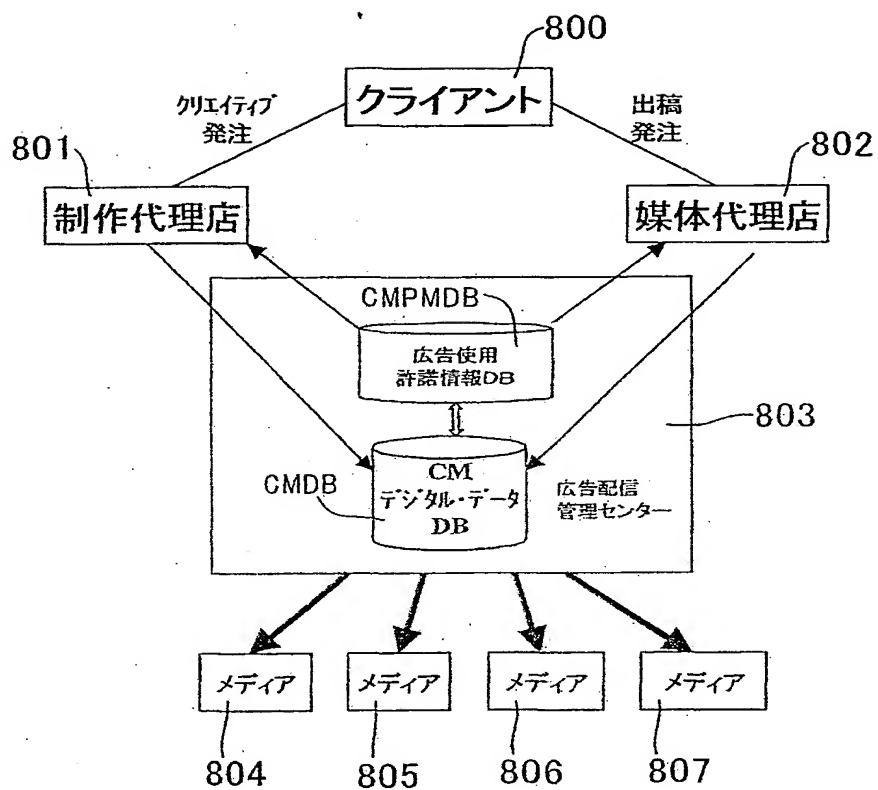 800
クライアント
クリエイティブ
発注
出稿
発注
801
802
制作代理店
媒体代理店
CMPMDB
広告使用
許諾情報DB
803
CMDB
CM
デジタル・データ
DB
広告配信
管理センター
メディア
メディア
メディア
メディア
804
805
806
807